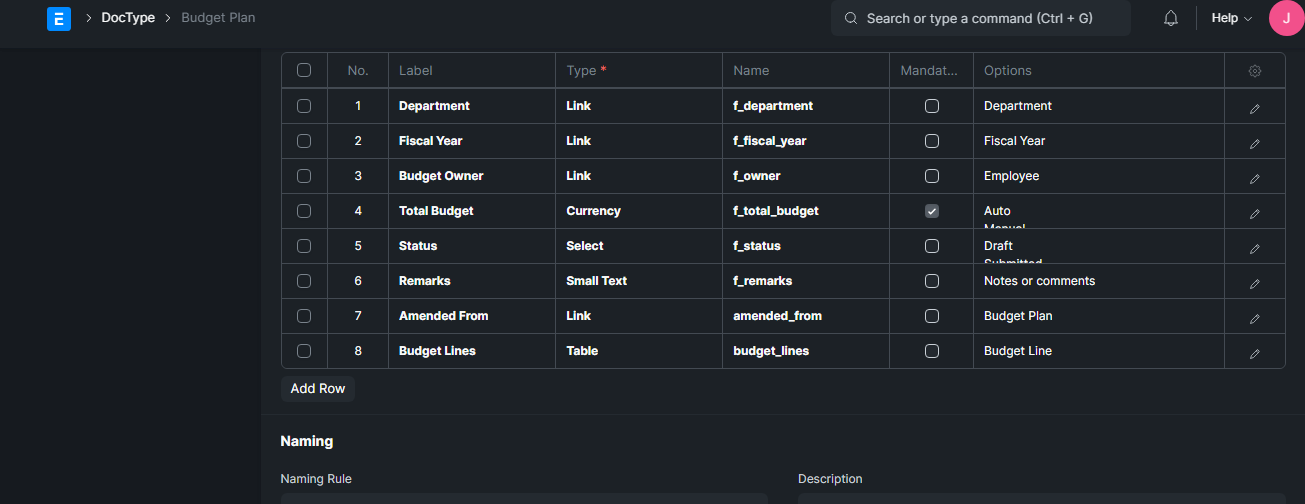 E > DocType > Budget Plan Search or type a command (Ctrl + G) Help J
No. Label Type * Name Mandat... Options
1 Department Link f_department Department
2 Fiscal Year Link f_fiscal_year Fiscal Year
3 Budget Owner Link f_owner Employee
4 Total Budget Currency f_total_budget Auto
Manual
5 Status Select f_status Draft
Submitted
6 Remarks Small Text f_remarks Notes or comments
7 Amended From Link amended_from Budget Plan
8 Budget Lines Table budget_lines Budget Line
Add Row
Naming
Naming Rule Description